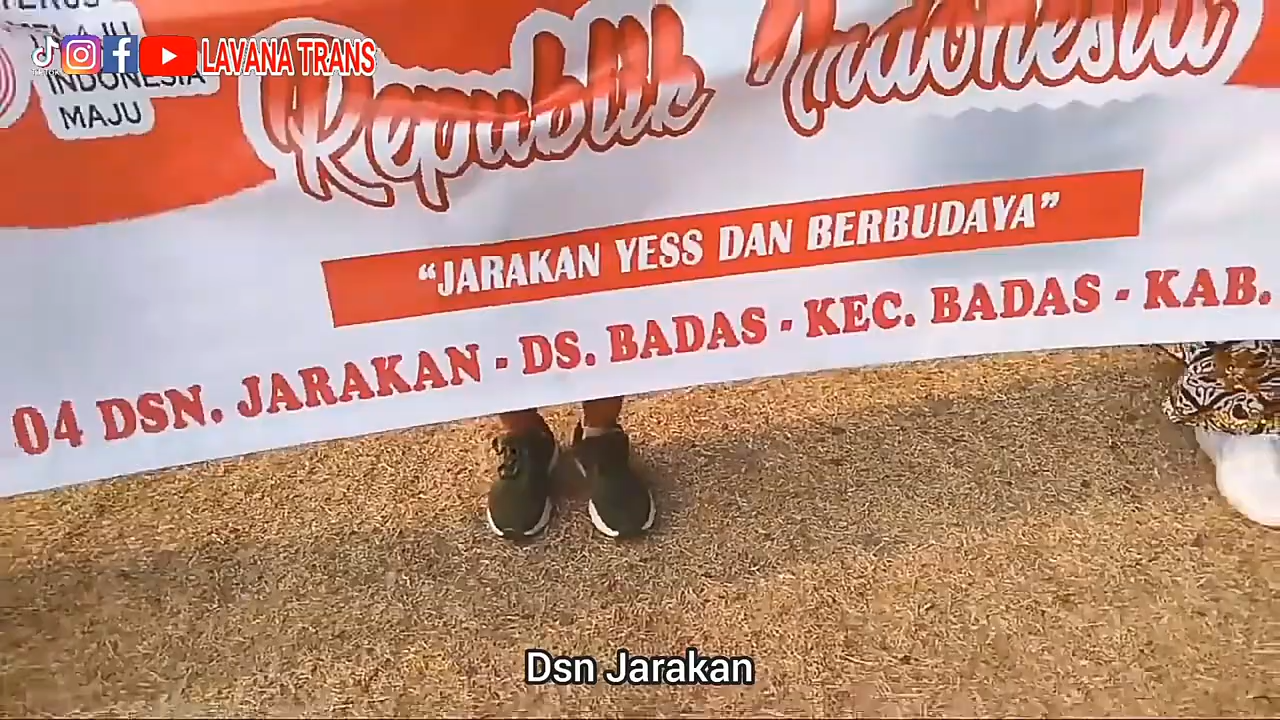 MELAJU
INDONESIA
MAJU
LAVANA TRANS
Republik Indonesia
“JARAKAN YESS DAN BERBUDAYA”
04 DSN. JARAKAN - DS. BADAS - KEC. BADAS - KAB.
Dsn Jarakan